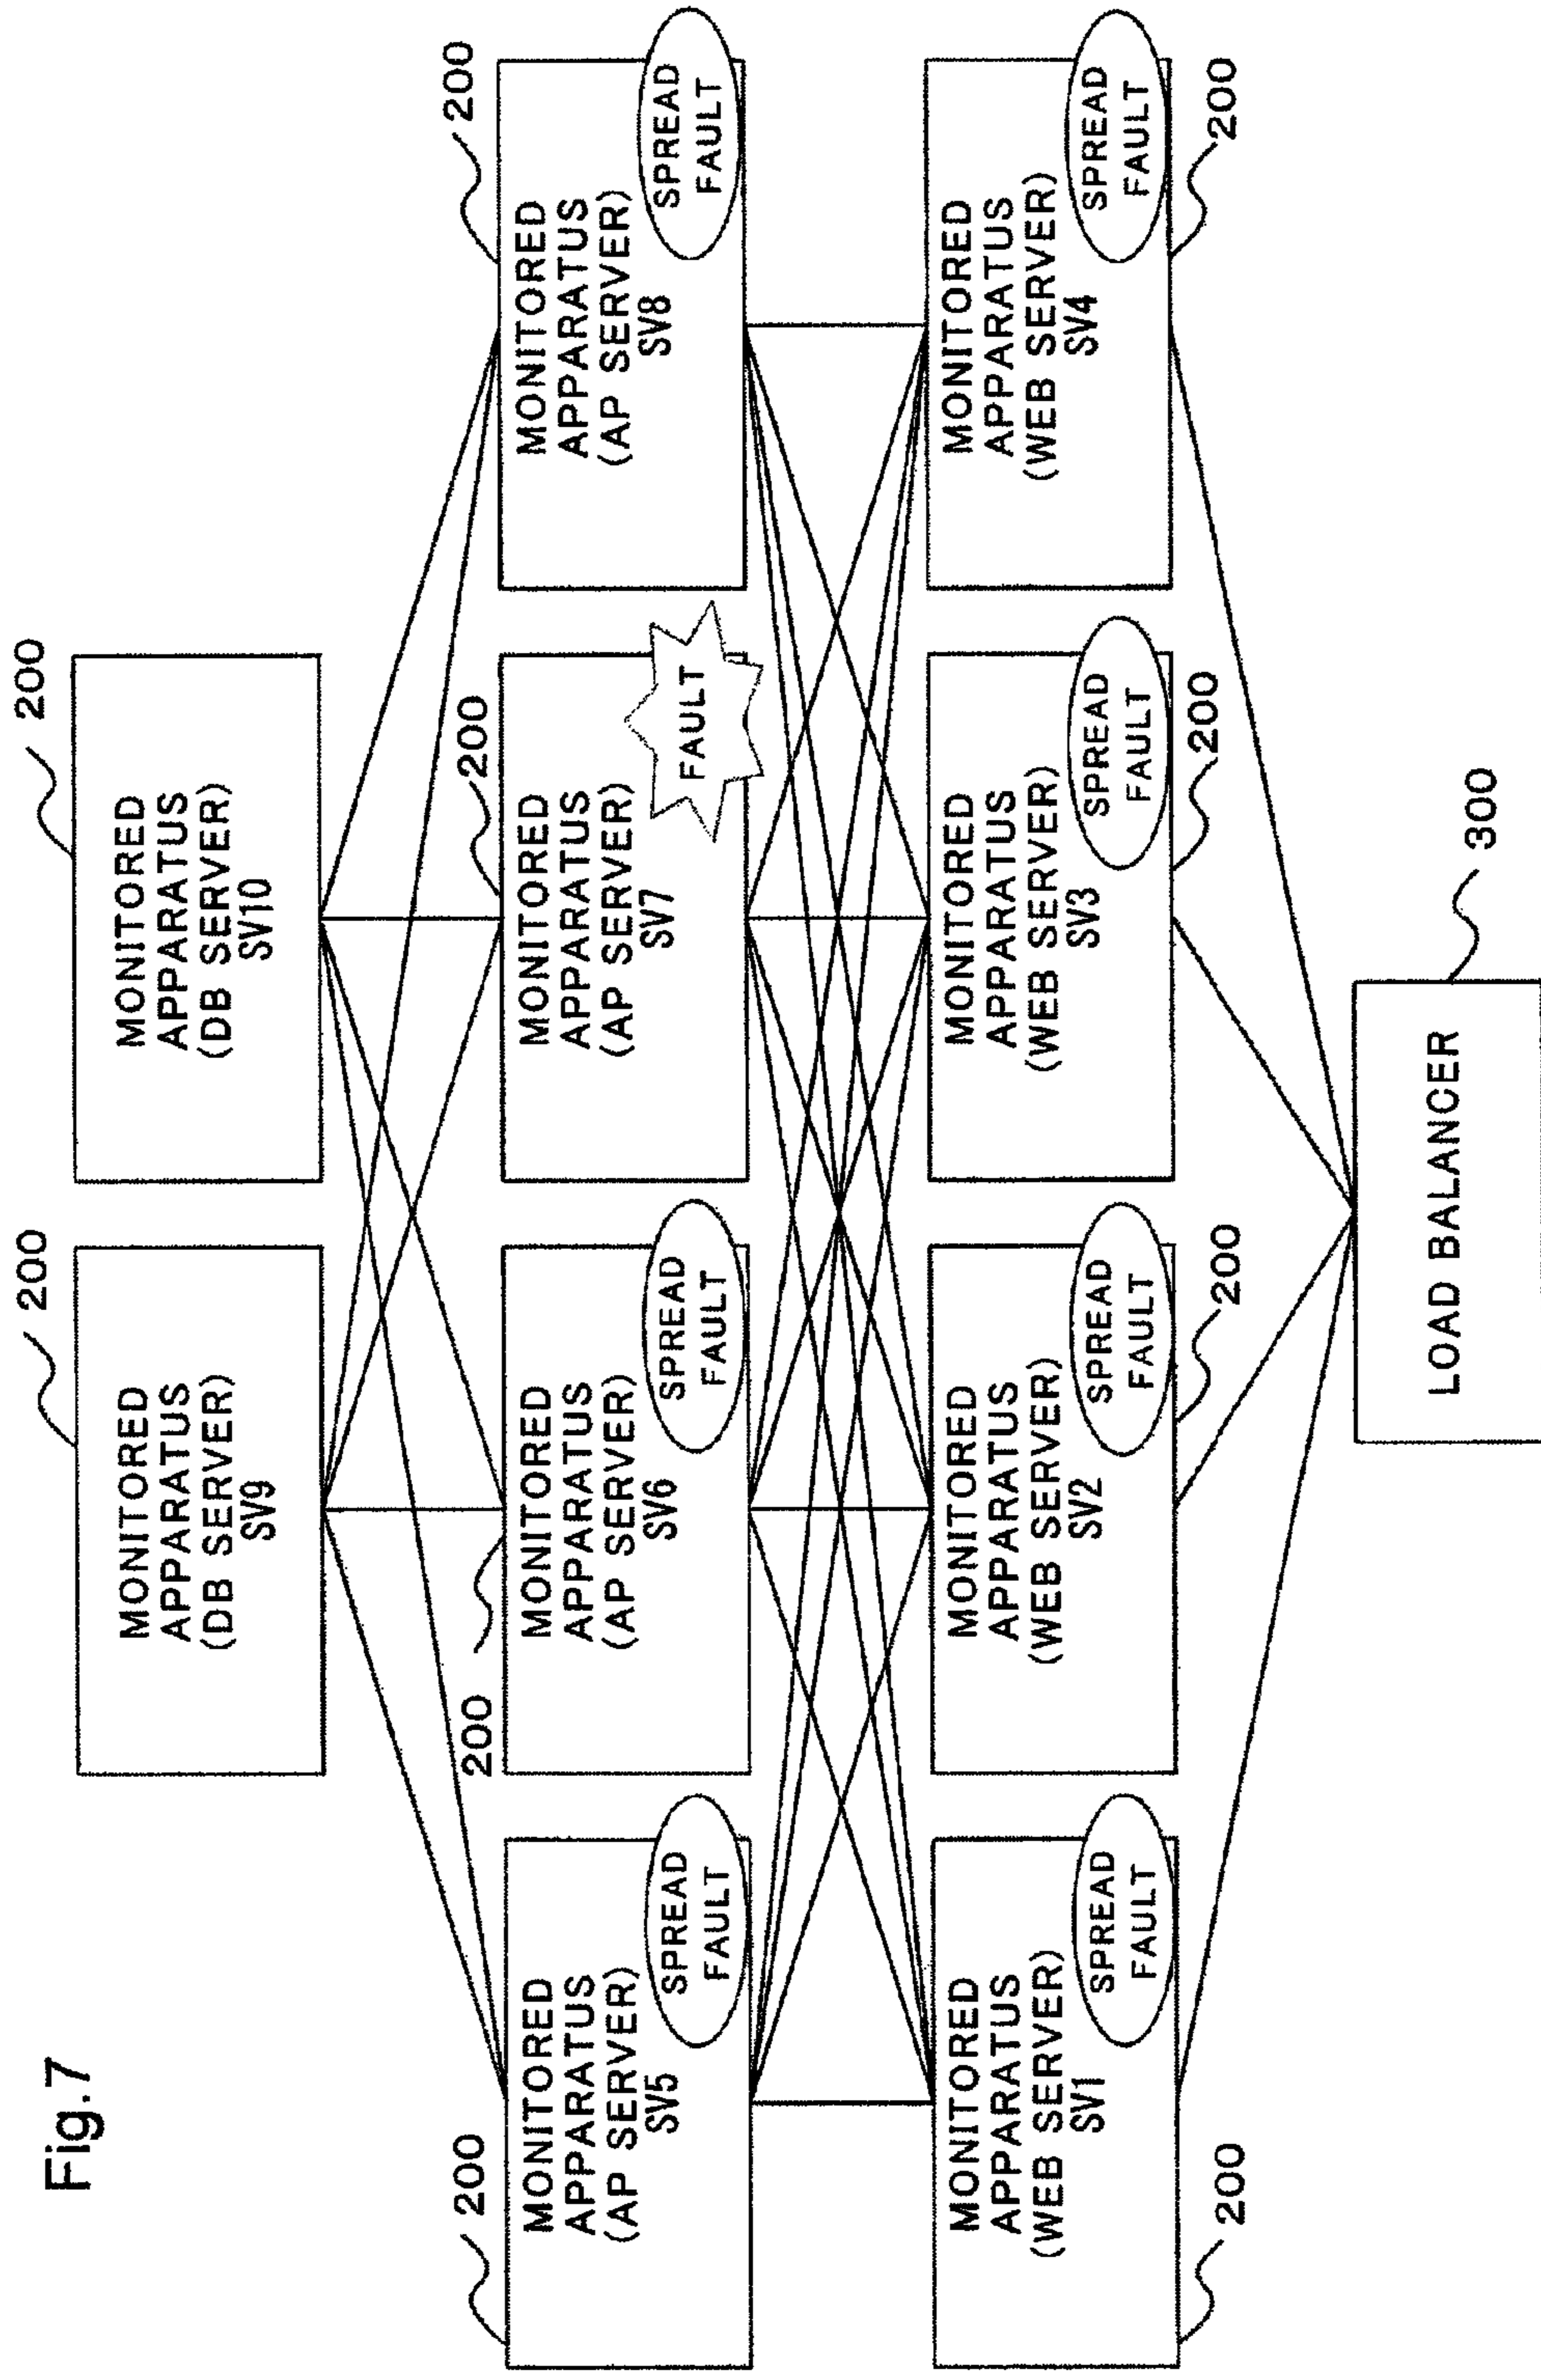 Fig.7
200
MONITORED
APPARATUS
(DB SERVER)
SV9
200
MONITORED
APPARATUS
(DB SERVER)
SV10
200
MONITORED
APPARATUS
(AP SERVER)
SV5
SPREAD
FAULT
200
MONITORED
APPARATUS
(AP SERVER)
SV6
SPREAD
FAULT
200
MONITORED
APPARATUS
(AP SERVER)
SV7
FAULT
200
MONITORED
APPARATUS
(AP SERVER)
SV8
SPREAD
FAULT
MONITORED
APPARATUS
(WEB SERVER)
SV1
SPREAD
FAULT
200
MONITORED
APPARATUS
(WEB SERVER)
SV2
SPREAD
FAULT
200
MONITORED
APPARATUS
(WEB SERVER)
SV3
SPREAD
FAULT
200
MONITORED
APPARATUS
(WEB SERVER)
SV4
SPREAD
FAULT
200
LOAD BALANCER
300